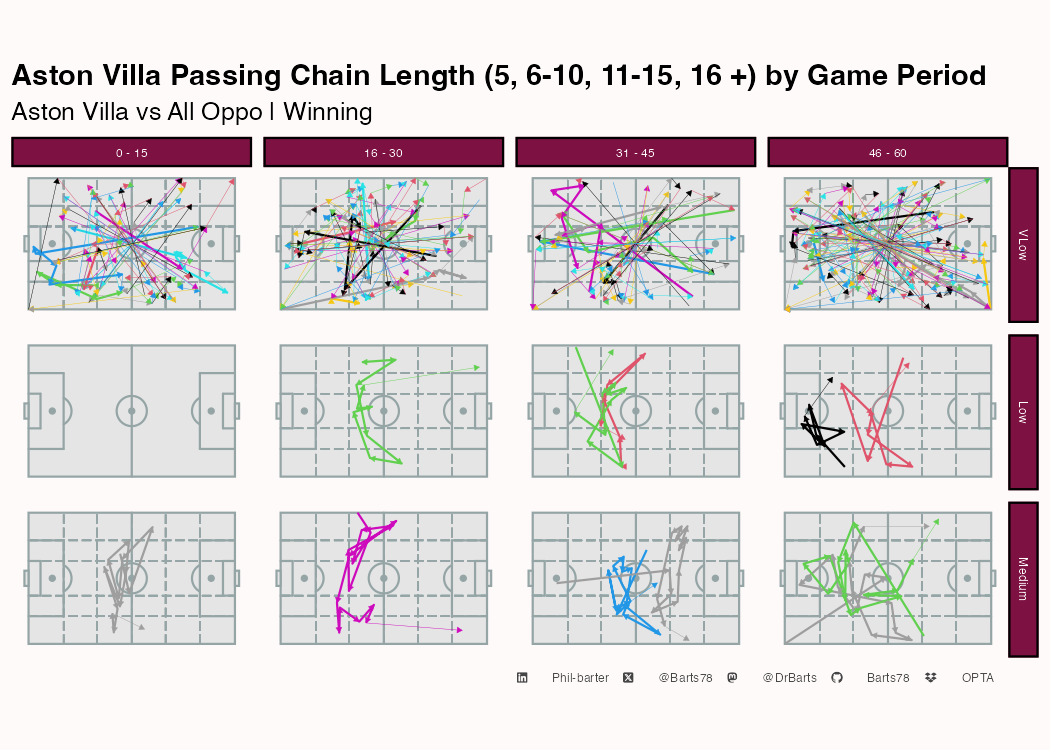 Aston Villa Passing Chain Length (5, 6-10, 11-15, 16 +) by Game Period
Aston Villa vs All Oppo | Winning
0 - 15
16 - 30
31 - 45
46 - 60
VLow
Low
Medium
Phil-barter @Barts78 @DrBarts Barts78 OPTA